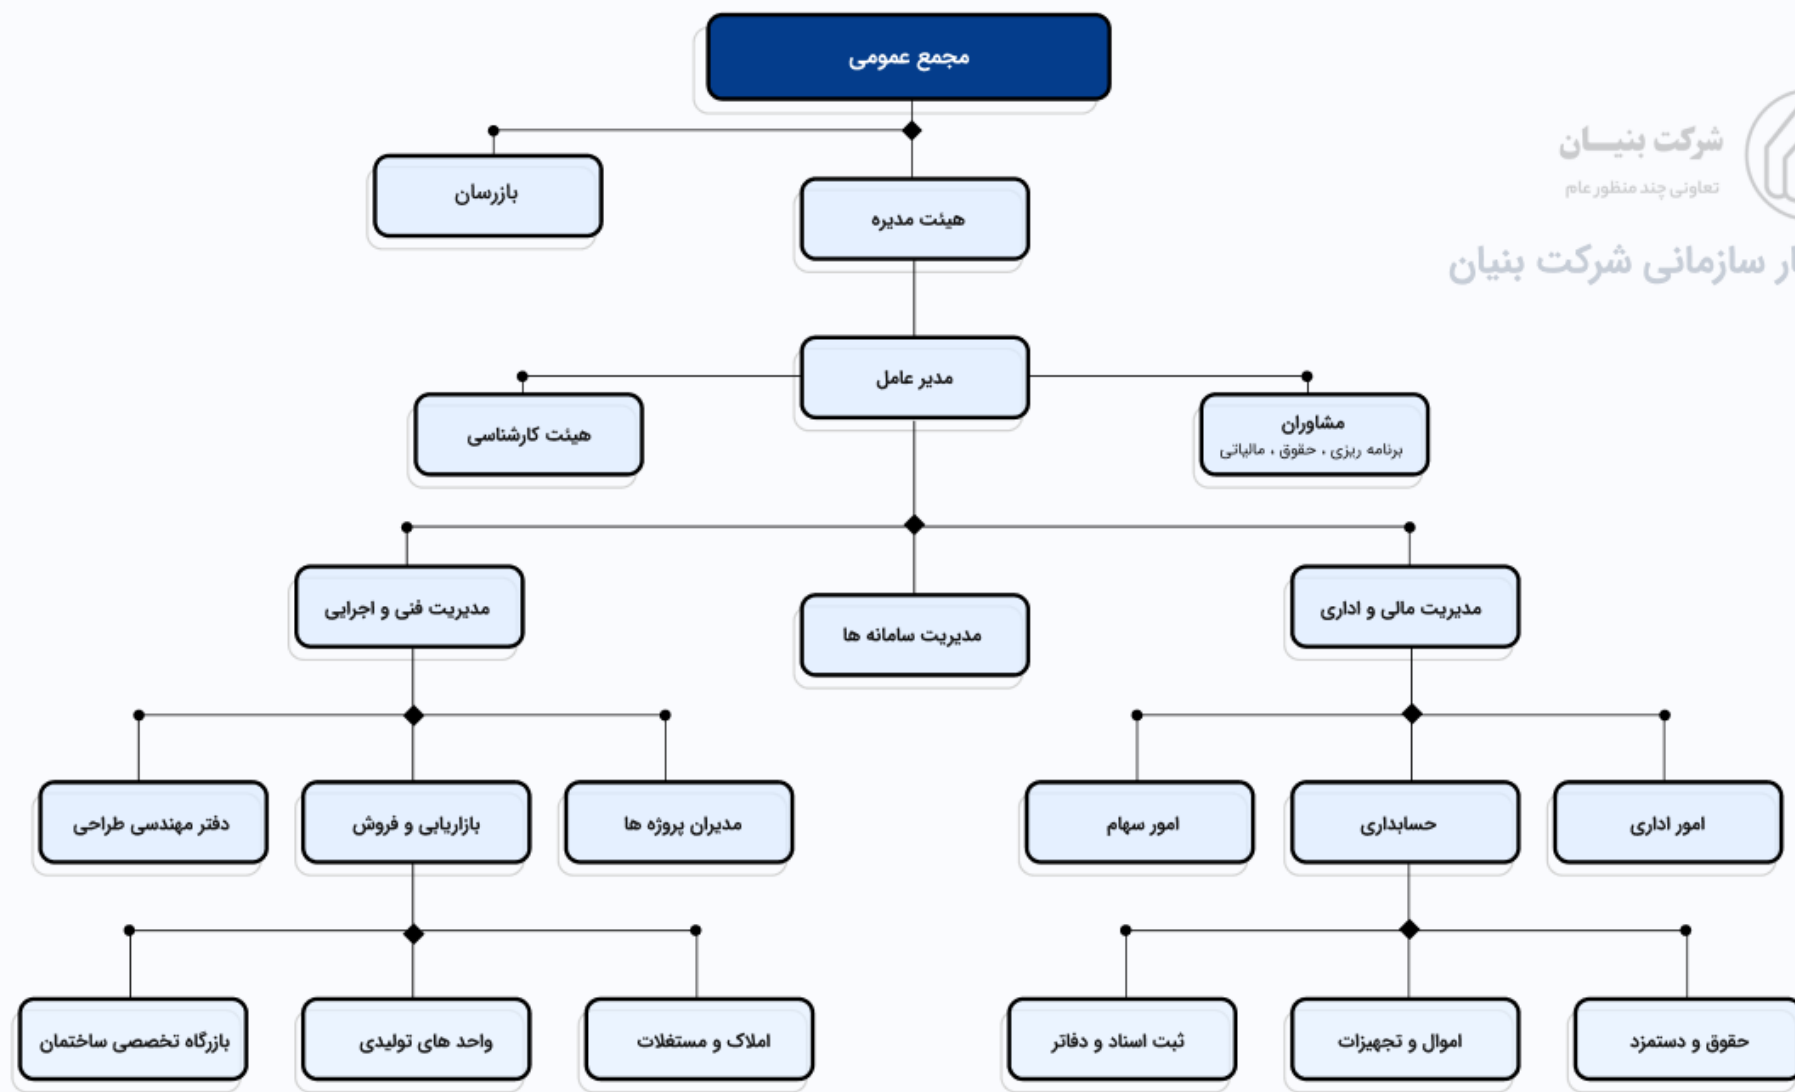 مجمع عمومی
شرکت بنیـــان
تعاونی چند منظور عام
سازمانی شرکت بنیان
بازرسان
هیئت مدیره
مدیر عامل
مشاوران
برنامه ریزی ، حقوق ، مالیاتی
هیئت کارشناسی
مدیریت مالی و اداری
مدیریت سامانه ها
مدیریت فنی و اجرایی
امور اداری
حسابداری
امور سهام
مدیران پروژه ها
بازاریابی و فروش
دفتر مهندسی طراحی
حقوق و دستمزد
اموال و تجهیزات
ثبت اسناد و دفاتر
املاک و مستغلات
واحد های تولیدی
بازرگاه تخصصی ساختمان